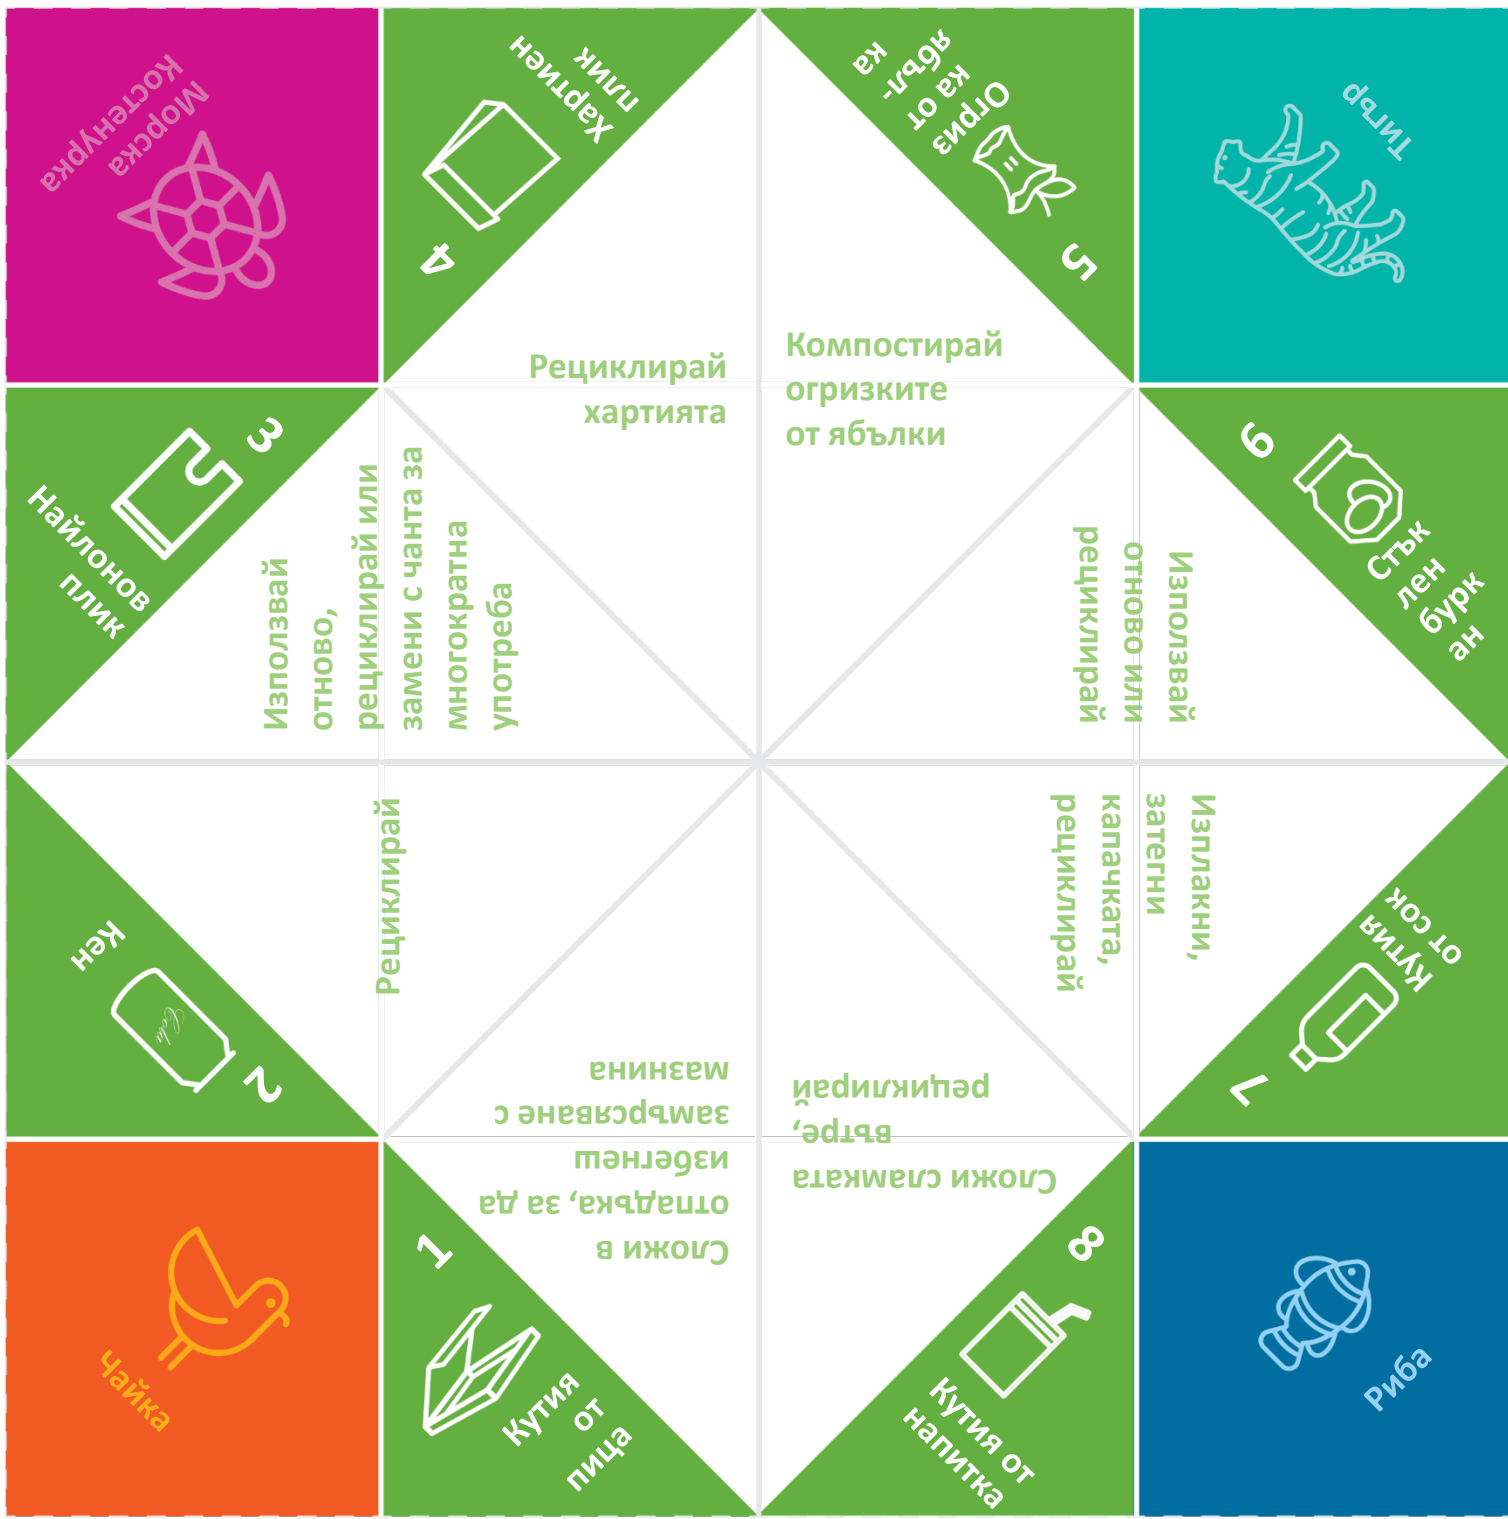 Морска
Костенурка
Хартиен
плик
4
Огриз
ка от
ябъл-
ка
5
Тигър
Рециклирай
хартията
Компостирай
огризките
от ябълки
3
Найлонов
плик
Използвай
отново,
рециклирай или
замени с чанта за
многократна
употреба
Използвай
отново или
рециклирай
6
Стък
лен
бурк
ан
Кен
Cola
2
Рециклирай
Изплакни,
затегни
капачката,
рециклирай
Кутия
от сок
7
Сложи в
отпадъка, за да
избегнеш
замърсяване с
мазнина
Сложи сламката
вътре,
рециклирай
Чайка
1
Кутия
от
пица
8
Кутия от
напитка
Риба